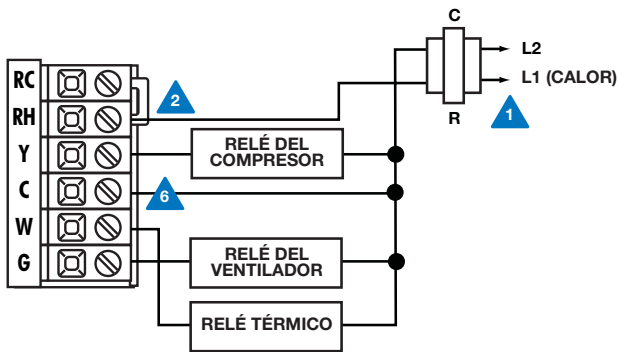 C
L2
L1 (CALOR)
1
R
RC
RH
2
Y
RELÉ DEL
COMPRESOR
C
6
W
G
RELÉ DEL
VENTILADOR
RELÉ TÉRMICO